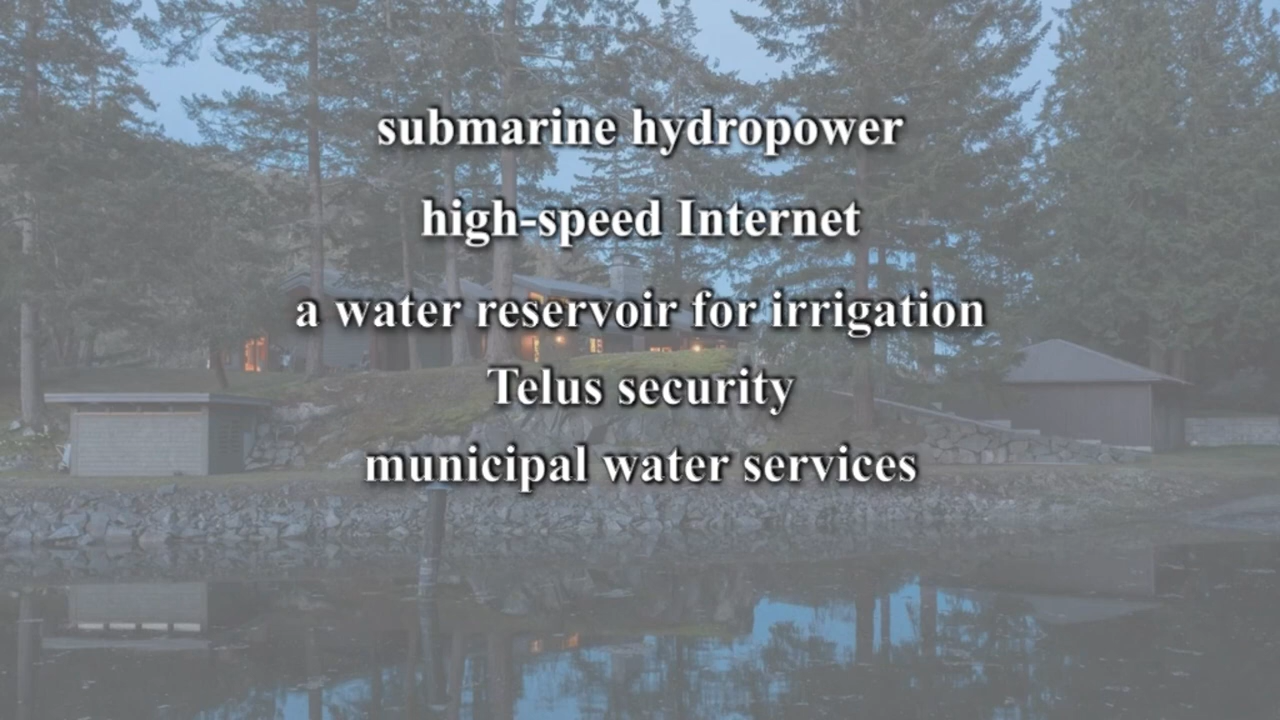 submarine hydropower
high-speed Internet
a water reservoir for irrigation
Telus security
municipal water services